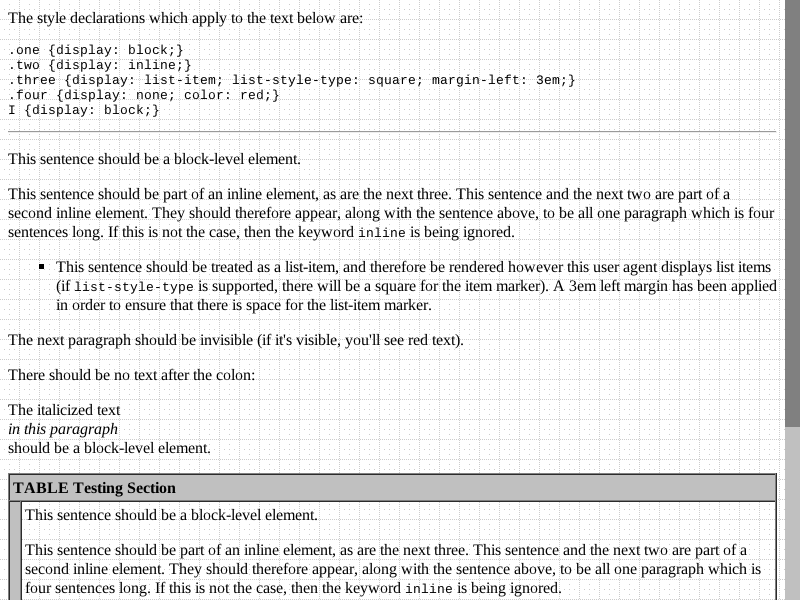 The style declarations which apply to the text below are:
.one {display: block;}
.two {display: inline;}
.three {display: list-item; list-style-type: square; margin-left: 3em;}
.four {display: none; color: red;}
I {display: block;}
This sentence should be a block-level element.
This sentence should be part of an inline element, as are the next three. This sentence and the next two are part of a
second inline element. They should therefore appear, along with the sentence above, to be all one paragraph which is four
sentences long. If this is not the case, then the keyword inline is being ignored.
This sentence should be treated as a list-item, and therefore be rendered however this user agent displays list items
(if list-style-type is supported, there will be a square for the item marker). A 3em left margin has been applied
in order to ensure that there is space for the list-item marker.
The next paragraph should be invisible (if it's visible, you'll see red text).
There should be no text after the colon:
The italicized text
in this paragraph
should be a block-level element.
TABLE Testing Section
This sentence should be a block-level element.
This sentence should be part of an inline element, as are the next three. This sentence and the next two are part of a
second inline element. They should therefore appear, along with the sentence above, to be all one paragraph which is
four sentences long. If this is not the case, then the keyword inline is being ignored.